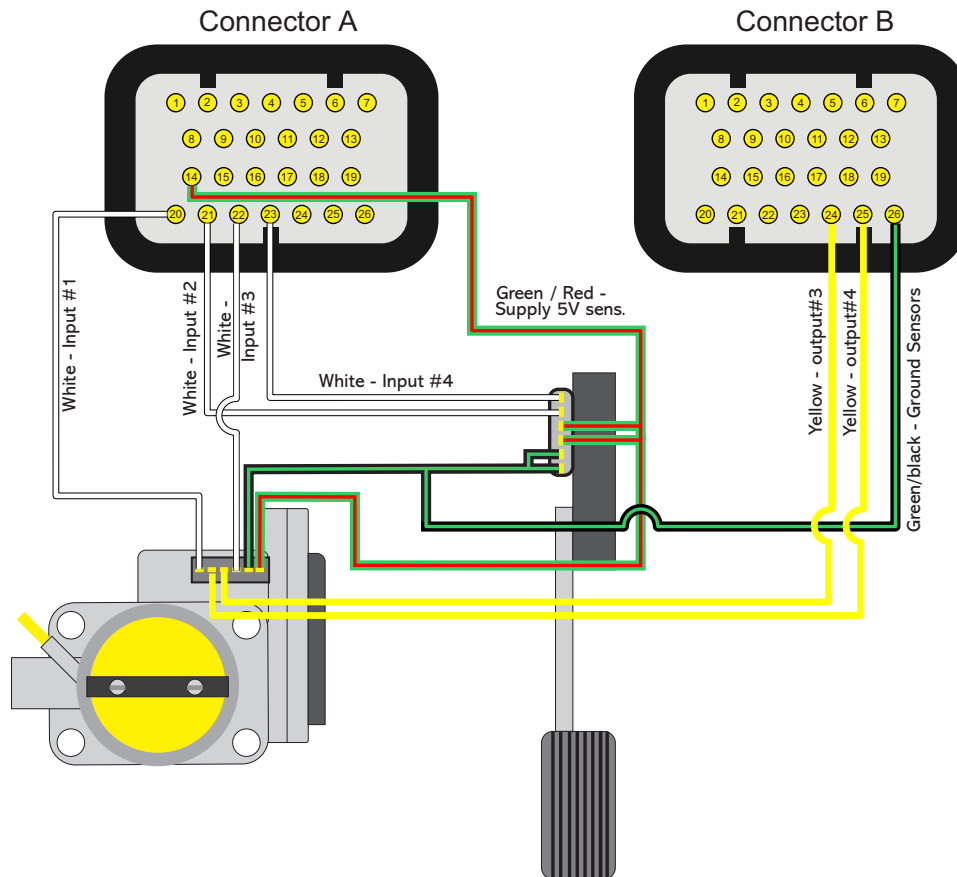 Connector A
Connector B
1 2 3 4 5 6 7
8 9 10 11 12 13
14 15 16 17 18 19
20 21 22 23 24 25 26
1 2 3 4 5 6 7
8 9 10 11 12 13
14 15 16 17 18 19
20 21 22 23 24 25 26
White - Input #1
White - Input #2
White -
Input #3
Green / Red -
Supply 5V sens.
White - Input #4
Yellow - output#3
Yellow - output#4
Green/black - Ground Sensors